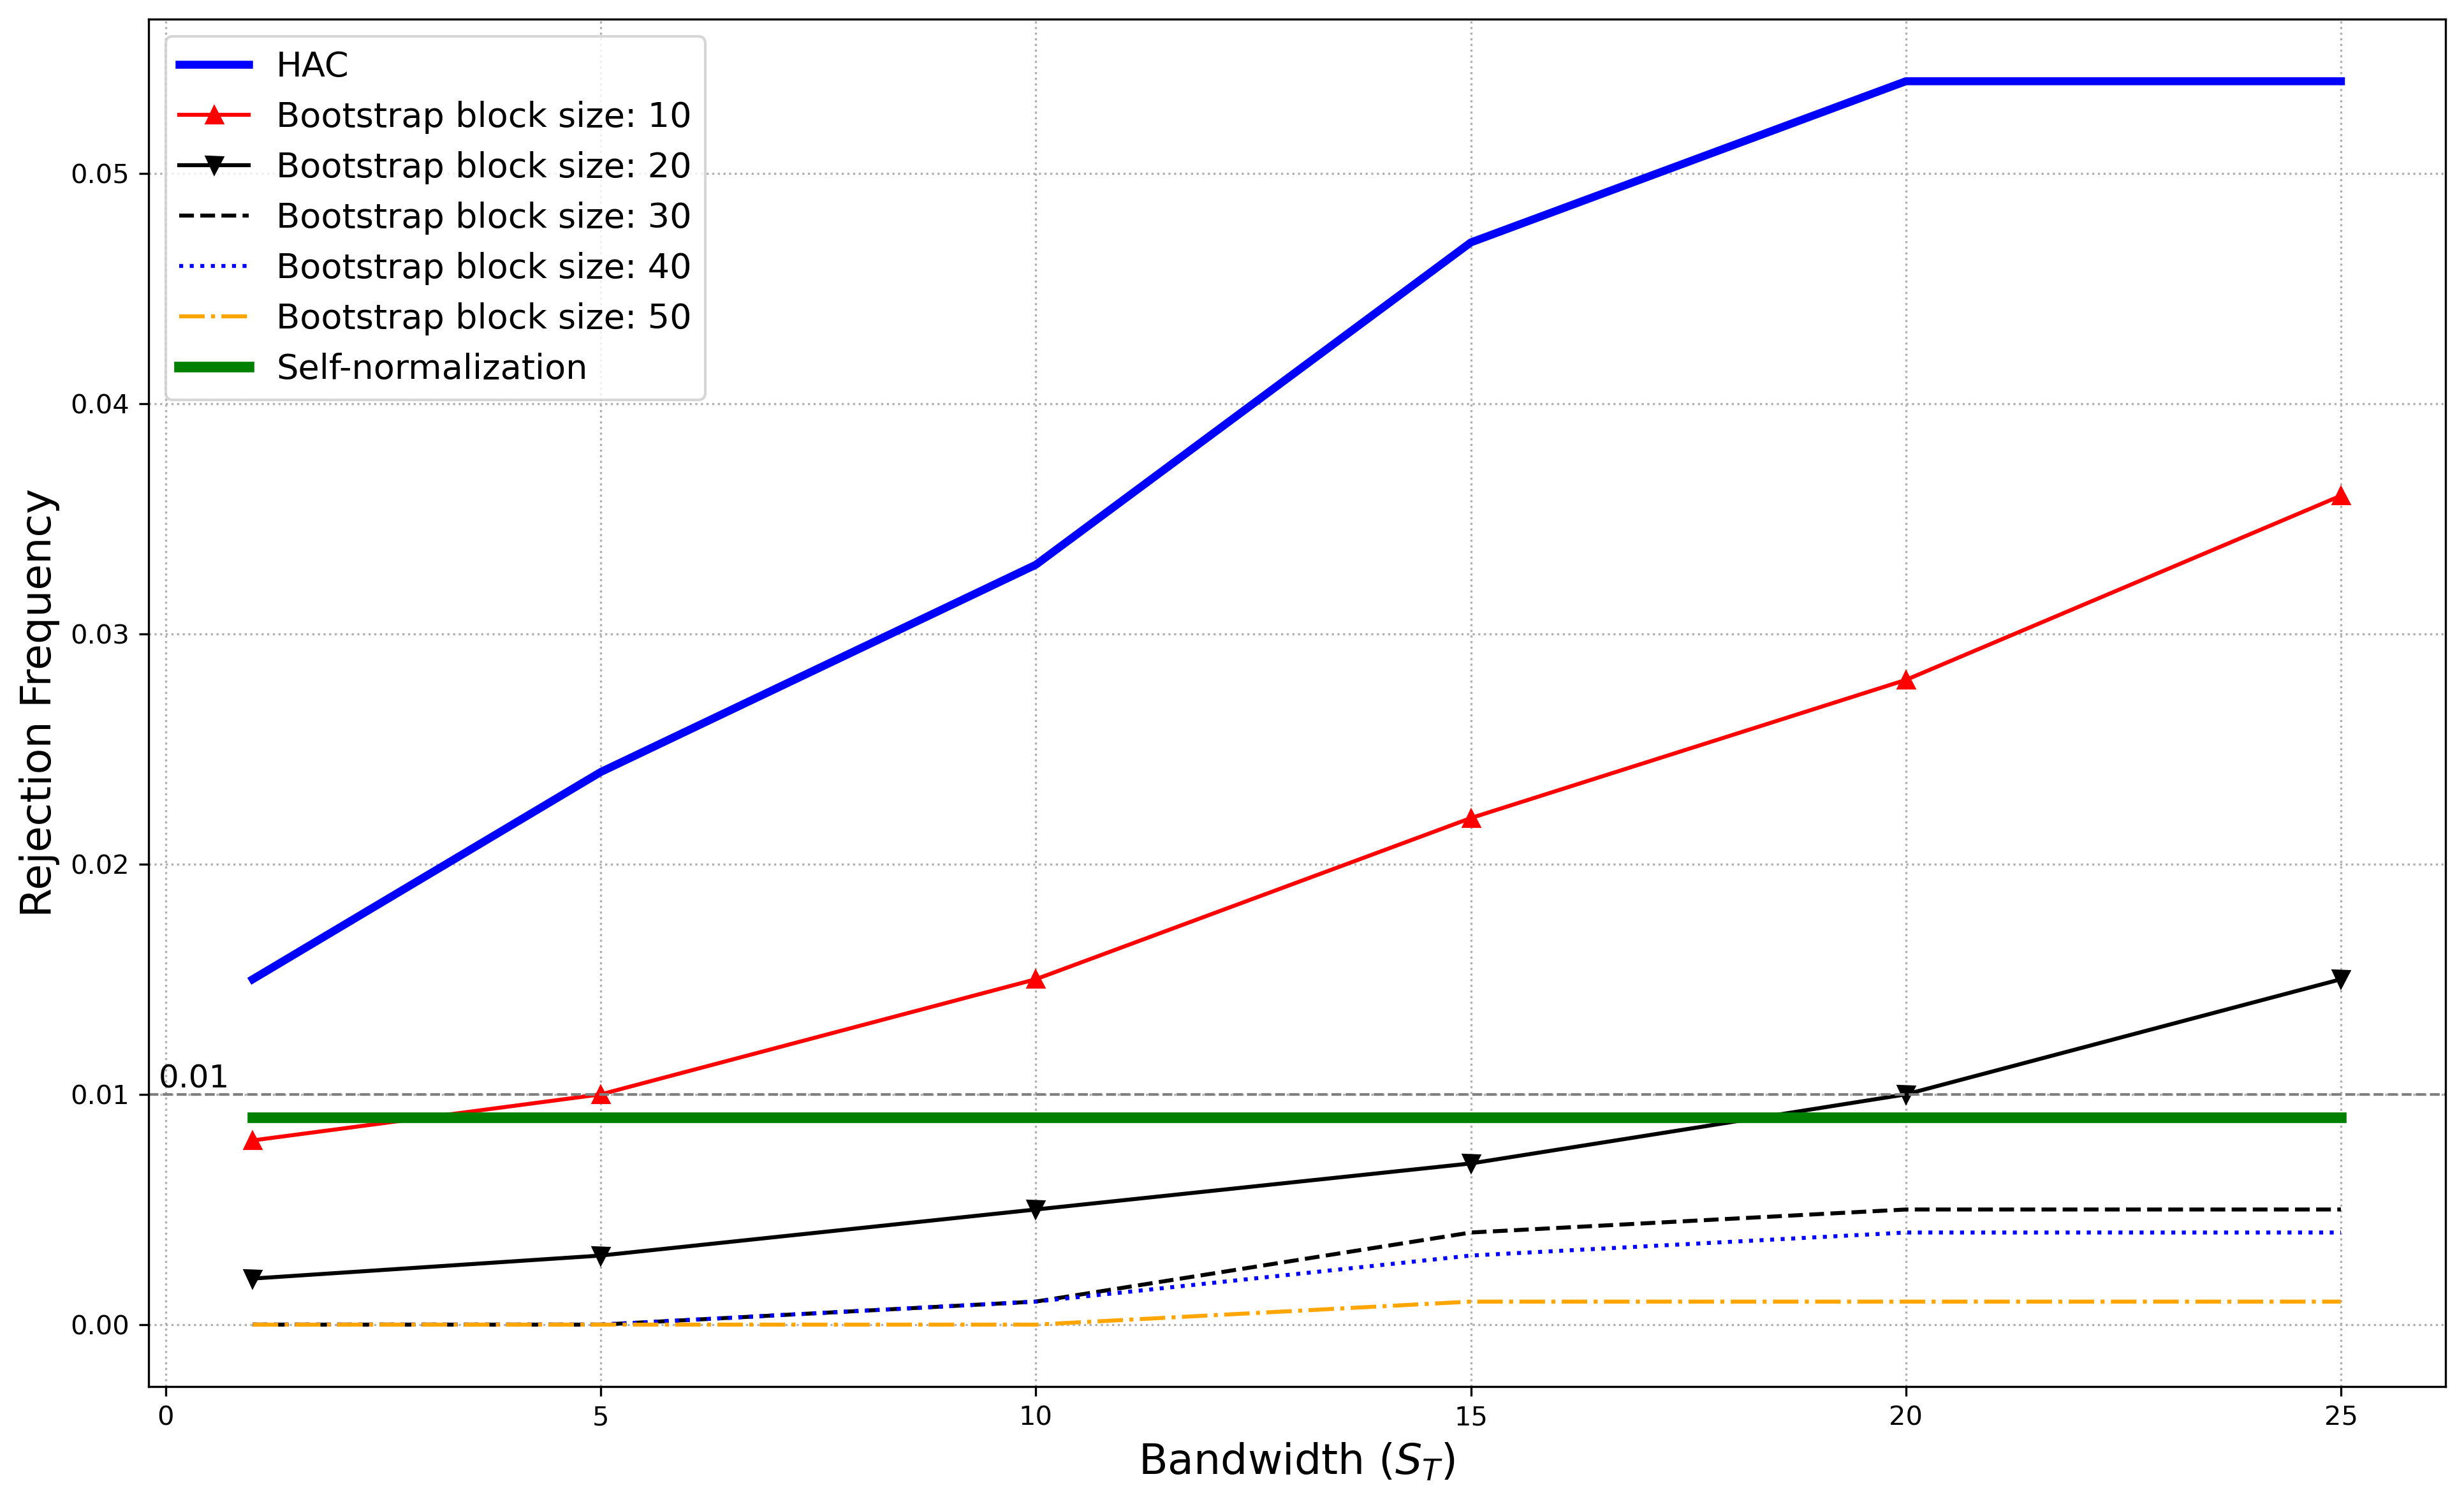 HAC
Bootstrap block size: 10
Bootstrap block size: 20
Bootstrap block size: 30
Bootstrap block size: 40
Bootstrap block size: 50
Self-normalization
Rejection Frequency
0.05
0.04
0.03
0.02
0.01
0.01
0.00
0 5 10 15 20 25
Bandwidth (S_T)